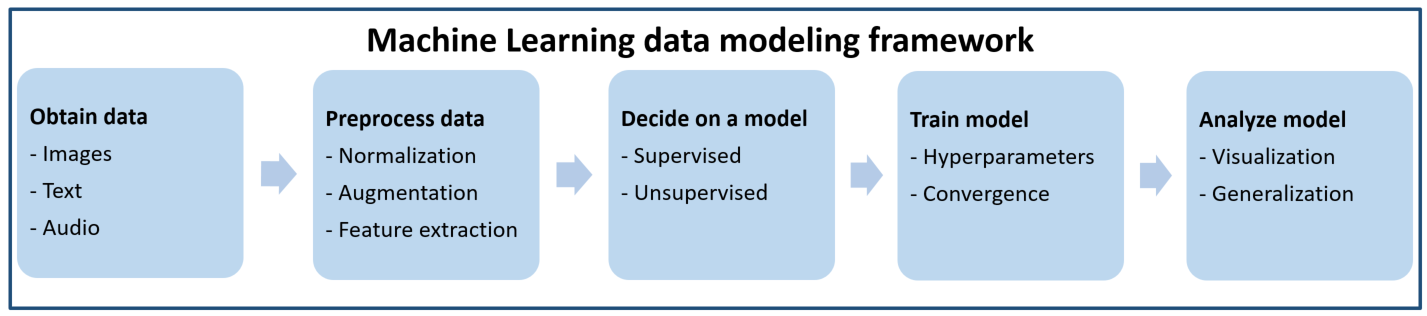 Machine Learning data modeling framework
Obtain data
- Images
- Text
- Audio
Preprocess data
- Normalization
- Augmentation
- Feature extraction
Decide on a model
- Supervised
- Unsupervised
Train model
- Hyperparameters
- Convergence
Analyze model
- Visualization
- Generalization